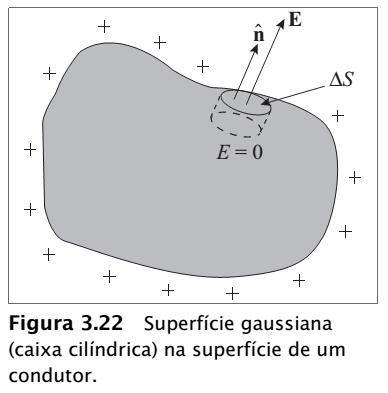 n̂
E
ΔS
E = 0
Figura 3.22 Superfície gaussiana
(caixa cilíndrica) na superfície de um
condutor.